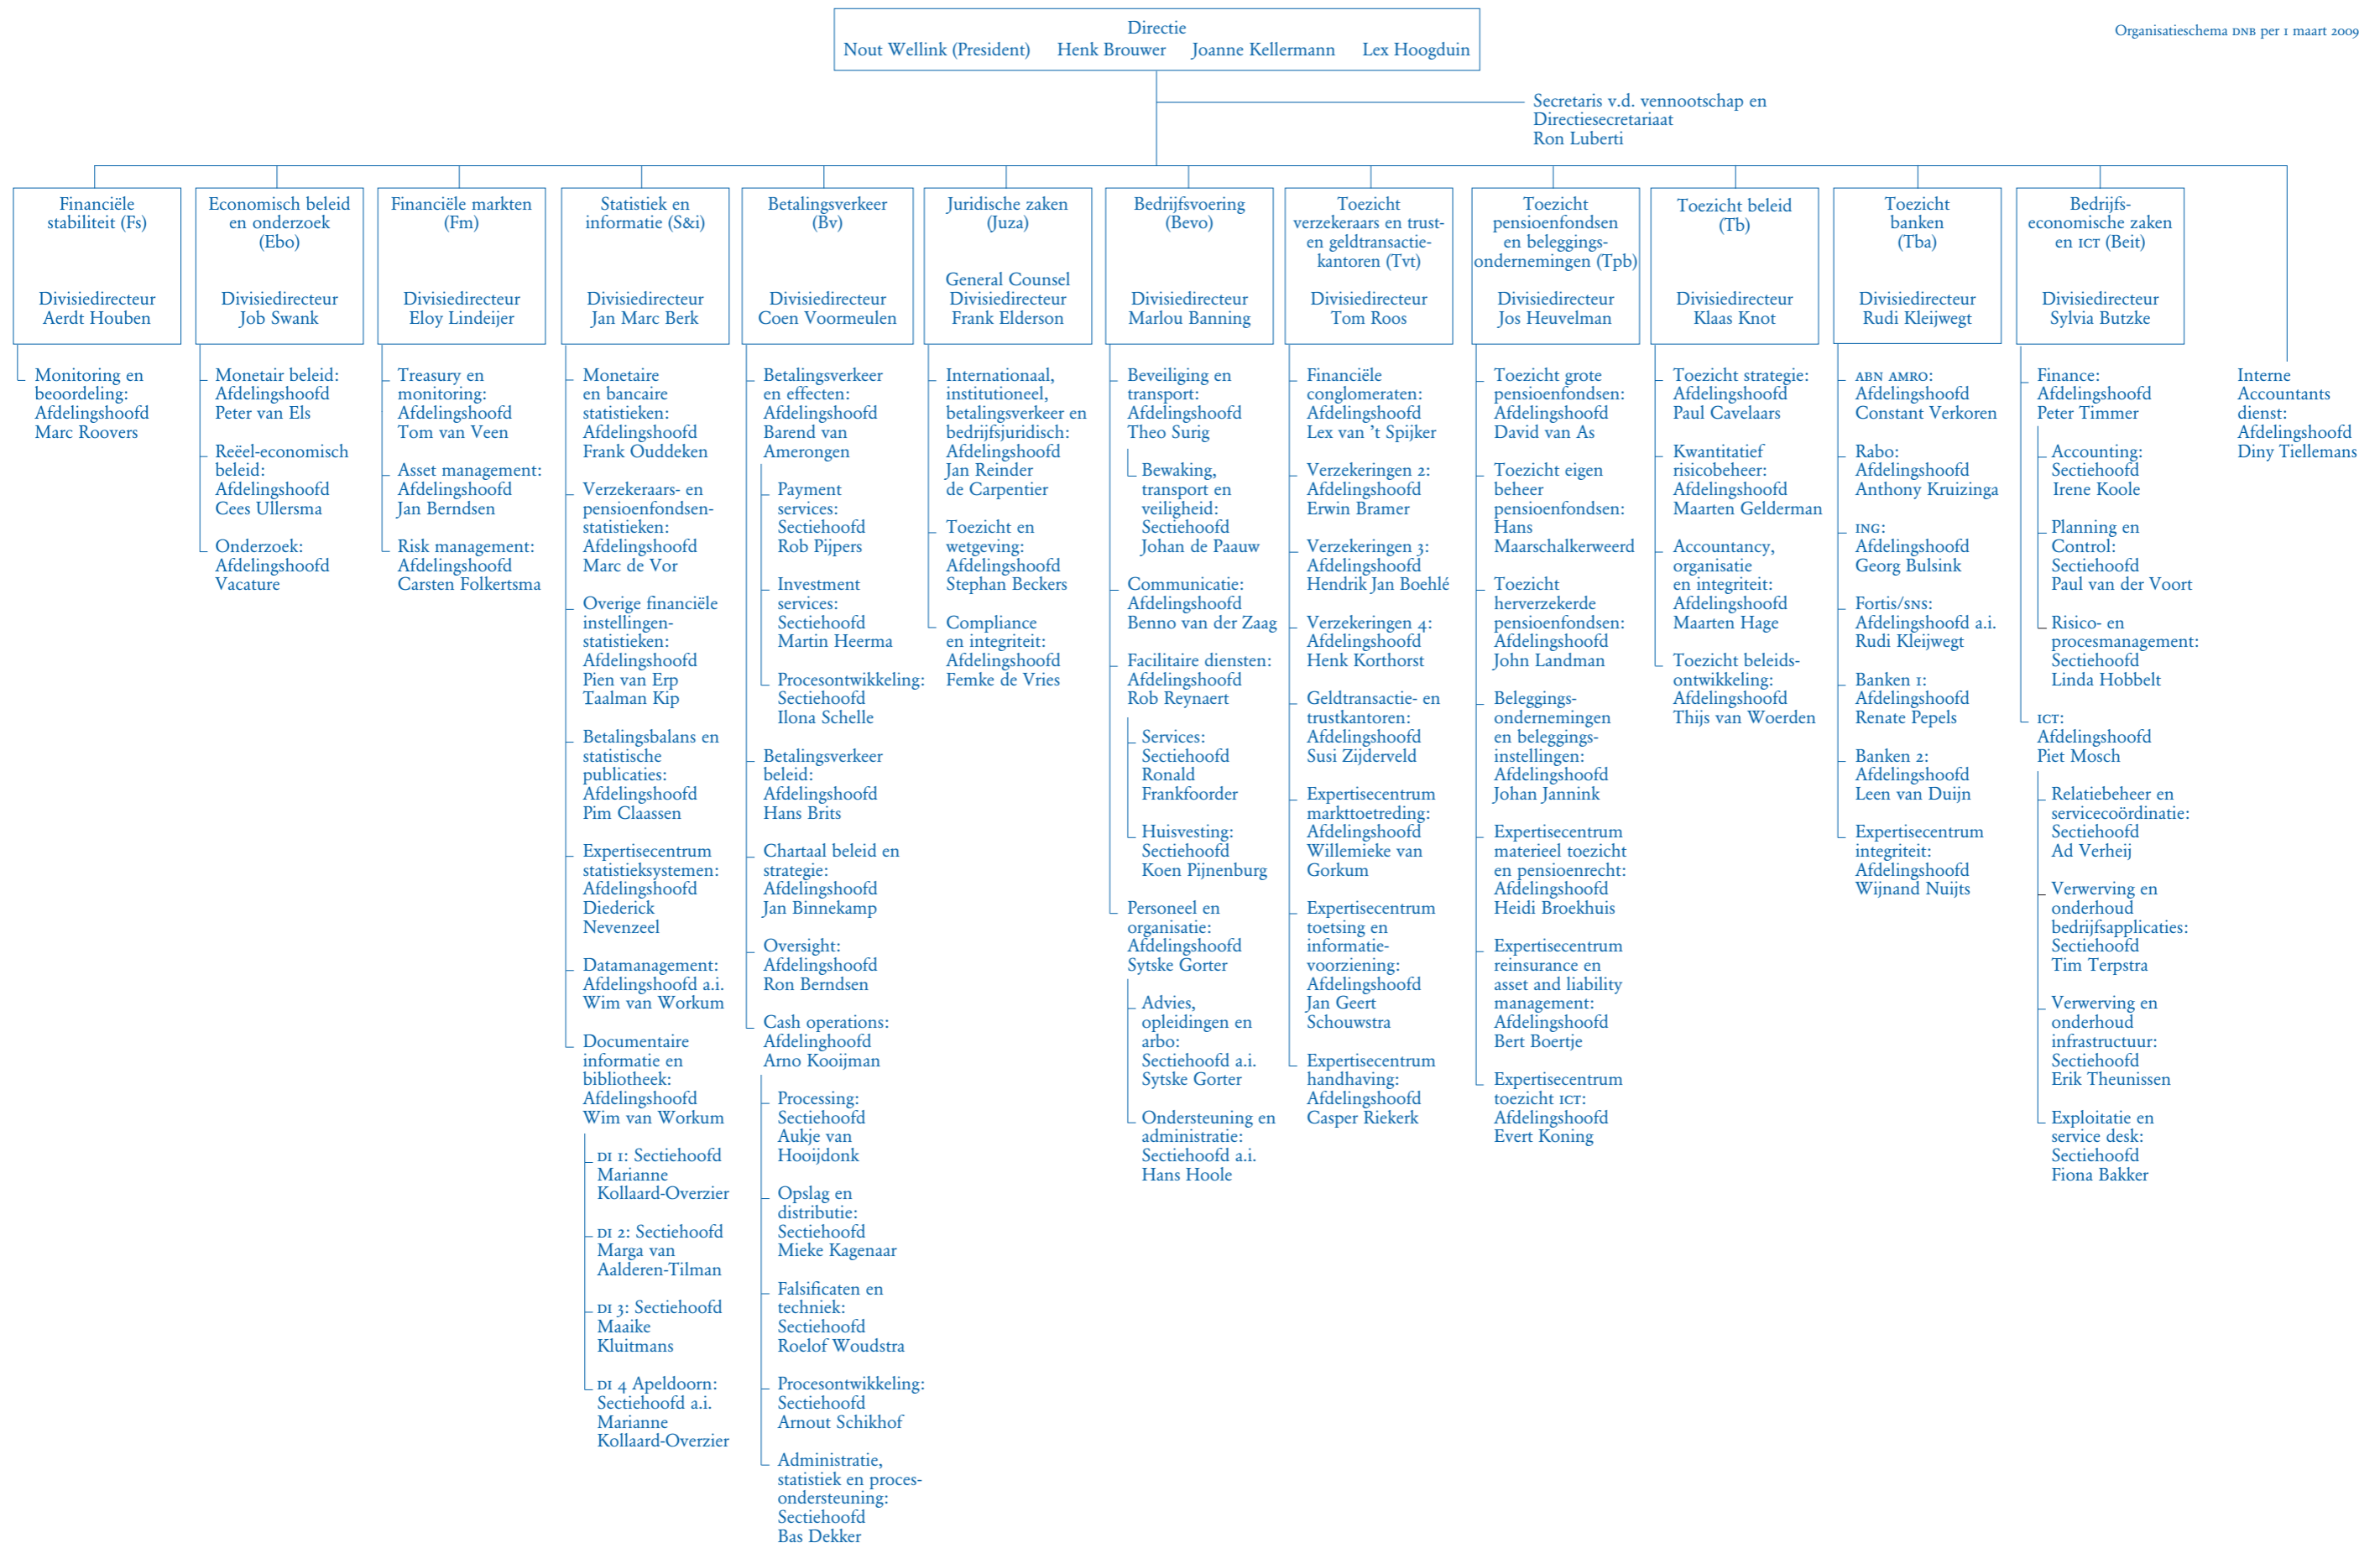 Directie
Nout Wellink (President) Henk Brouwer Joanne Kellermann Lex Hoogduin
Organisatieschema DNB per 1 maart 2009
Secretaris v.d. vennootschap en
Directiesecretariaat
Ron Luberti
Financiële
stabiliteit (Fs)
Divisiedirecteur
Aerdt Houben
Monitoring en
beoordeling:
Afdelingshoofd
Marc Roovers
Economisch beleid
en onderzoek
(Ebo)
Divisiedirecteur
Job Swank
Monetair beleid:
Afdelingshoofd
Peter van Els
Reëel-economisch
beleid:
Afdelingshoofd
Cees Ullersma
Onderzoek:
Afdelingshoofd
Vacature
Financiële markten
(Fm)
Divisiedirecteur
Eloy Lindeijer
Treasury en
monitoring:
Afdelingshoofd
Tom van Veen
Asset management:
Afdelingshoofd
Jan Berndsen
Risk management:
Afdelingshoofd
Carsten Folkertsma
Statistiek en
informatie (S&i)
Divisiedirecteur
Jan Marc Berk
Monetaire
en bancaire
statistieken:
Afdelingshoofd
Frank Ouddeken
Verzekeraars- en
pensioenfondsen-
statistieken:
Afdelingshoofd
Marc de Vor
Overige financiële
instellingen-
statistieken:
Afdelingshoofd
Pien van Erp
Taalman Kip
Betalingsbalans en
statistische
publicaties:
Afdelingshoofd
Pim Claassen
Expertisecentrum
statistieksystemen:
Afdelingshoofd
Diederick
Nevenzeel
Datamanagement:
Afdelingshoofd a.i.
Wim van Workum
Documentaire
informatie en
bibliotheek:
Afdelingshoofd
Wim van Workum
DI 1: Sectiehoofd
Marianne
Kollaard-Overzier
DI 2: Sectiehoofd
Marga van
Aalderen-Tilman
DI 3: Sectiehoofd
Maaike
Kluitmans
DI 4 Apeldoorn:
Sectiehoofd a.i.
Marianne
Kollaard-Overzier
Betalingsverkeer
(Bv)
Divisiedirecteur
Coen Voormeulen
Betalingsverkeer
en effecten:
Afdelingshoofd
Barend van
Amerongen
Payment
services:
Sectiehoofd
Rob Pijpers
Investment
services:
Sectiehoofd
Martin Heerma
Procesontwikkeling:
Sectiehoofd
Ilona Schelle
Betalingsverkeer
beleid:
Afdelingshoofd
Hans Brits
Chartaal beleid en
strategie:
Afdelingshoofd
Jan Binnekamp
Oversight:
Afdelingshoofd
Ron Berndsen
Cash operations:
Afdelinghoofd
Arno Kooijman
Processing:
Sectiehoofd
Aukje van
Hooijdonk
Opslag en
distributie:
Sectiehoofd
Mieke Kagenaar
Falsificaten en
techniek:
Sectiehoofd
Roelof Woudstra
Procesontwikkeling:
Sectiehoofd
Arnout Schikhof
Administratie,
statistiek en proces-
ondersteuning:
Sectiehoofd
Bas Dekker
Juridische zaken
(Juza)
General Counsel
Divisiedirecteur
Frank Elderson
Internationaal,
institutioneel,
betalingsverkeer en
bedrijfsjuridisch:
Afdelingshoofd
Jan Reinder
de Carpentier
Toezicht en
wetgeving:
Afdelingshoofd
Stephan Beckers
Compliance
en integriteit:
Afdelingshoofd
Femke de Vries
Bedrijfsvoering
(Bevo)
Divisiedirecteur
Marlou Banning
Beveiliging en
transport:
Afdelingshoofd
Theo Surig
Bewaking,
transport en
veiligheid:
Sectiehoofd
Johan de Paauw
Communicatie:
Afdelingshoofd
Benno van der Zaag
Facilitaire diensten:
Afdelingshoofd
Rob Reynaert
Services:
Sectiehoofd
Ronald
Frankfoorder
Huisvesting:
Sectiehoofd
Koen Pijnenburg
Personeel en
organisatie:
Afdelingshoofd
Sytske Gorter
Advies,
opleidingen en
arbo:
Sectiehoofd a.i.
Sytske Gorter
Ondersteuning en
administratie:
Sectiehoofd a.i.
Hans Hoole
Toezicht
verzekeraars en trust-
en geldtransactie-
kantoren (Tvt)
Divisiedirecteur
Tom Roos
Financiële
conglomeraten:
Afdelingshoofd
Lex van ’t Spijker
Verzekeringen 2:
Afdelingshoofd
Erwin Bramer
Verzekeringen 3:
Afdelingshoofd
Hendrik Jan Boehlé
Verzekeringen 4:
Afdelingshoofd
Henk Korthorst
Geldtransactie- en
trustkantoren:
Afdelingshoofd
Susi Zijderveld
Expertisecentrum
markttoetreding:
Afdelingshoofd
Willemieke van
Gorkum
Expertisecentrum
toetsing en
informatie-
voorziening:
Afdelingshoofd
Jan Geert
Schouwstra
Expertisecentrum
handhaving:
Afdelingshoofd
Casper Riekerk
Toezicht
pensioenfondsen
en beleggings-
ondernemingen (Tpb)
Divisiedirecteur
Jos Heuvelman
Toezicht grote
pensioenfondsen:
Afdelingshoofd
David van As
Toezicht eigen
beheer
pensioenfondsen:
Hans
Maarschalkerweerd
Toezicht
herverzekerde
pensioenfondsen:
Afdelingshoofd
John Landman
Beleggings-
ondernemingen
en beleggings-
instellingen:
Afdelingshoofd
Johan Jannink
Expertisecentrum
materieel toezicht
en pensioenrecht:
Afdelingshoofd
Heidi Broekhuis
Expertisecentrum
reinsurance en
asset and liability
management:
Afdelingshoofd
Bert Boertje
Expertisecentrum
toezicht ICT:
Afdelingshoofd
Evert Koning
Toezicht beleid
(Tb)
Divisiedirecteur
Klaas Knot
Toezicht strategie:
Afdelingshoofd
Paul Cavelaars
Kwantitatief
risicobeheer:
Afdelingshoofd
Maarten Gelderman
Accountancy,
organisatie
en integriteit:
Afdelingshoofd
Maarten Hage
Toezicht beleids-
ontwikkeling:
Afdelingshoofd
Thijs van Woerden
Toezicht
banken
(Tba)
Divisiedirecteur
Rudi Kleijwegt
ABN AMRO:
Afdelingshoofd
Constant Verkoren
Rabo:
Afdelingshoofd
Anthony Kruizinga
ING:
Afdelingshoofd
Georg Bulsink
Fortis/SNS:
Afdelingshoofd a.i.
Rudi Kleijwegt
Banken 1:
Afdelingshoofd
Renate Pepels
Banken 2:
Afdelingshoofd
Leen van Duijn
Expertisecentrum
integriteit:
Afdelingshoofd
Wijnand Nuijts
Bedrijfs-
economische zaken
en ICT (Beit)
Divisiedirecteur
Sylvia Butzke
Finance:
Afdelingshoofd
Peter Timmer
Accounting:
Sectiehoofd
Irene Koole
Planning en
Control:
Sectiehoofd
Paul van der Voort
Risico- en
procesmanagement:
Sectiehoofd
Linda Hobbelt
ICT:
Afdelingshoofd
Piet Mosch
Relatiebeheer en
servicecoördinatie:
Sectiehoofd
Ad Verheij
Verwerving en
onderhoud
bedrijfsapplicaties:
Sectiehoofd
Tim Terpstra
Verwerving en
onderhoud
infrastructuur:
Sectiehoofd
Erik Theunissen
Exploitatie en
service desk:
Sectiehoofd
Fiona Bakker
Interne
Accountants
dienst:
Afdelingshoofd
Diny Tiellemans